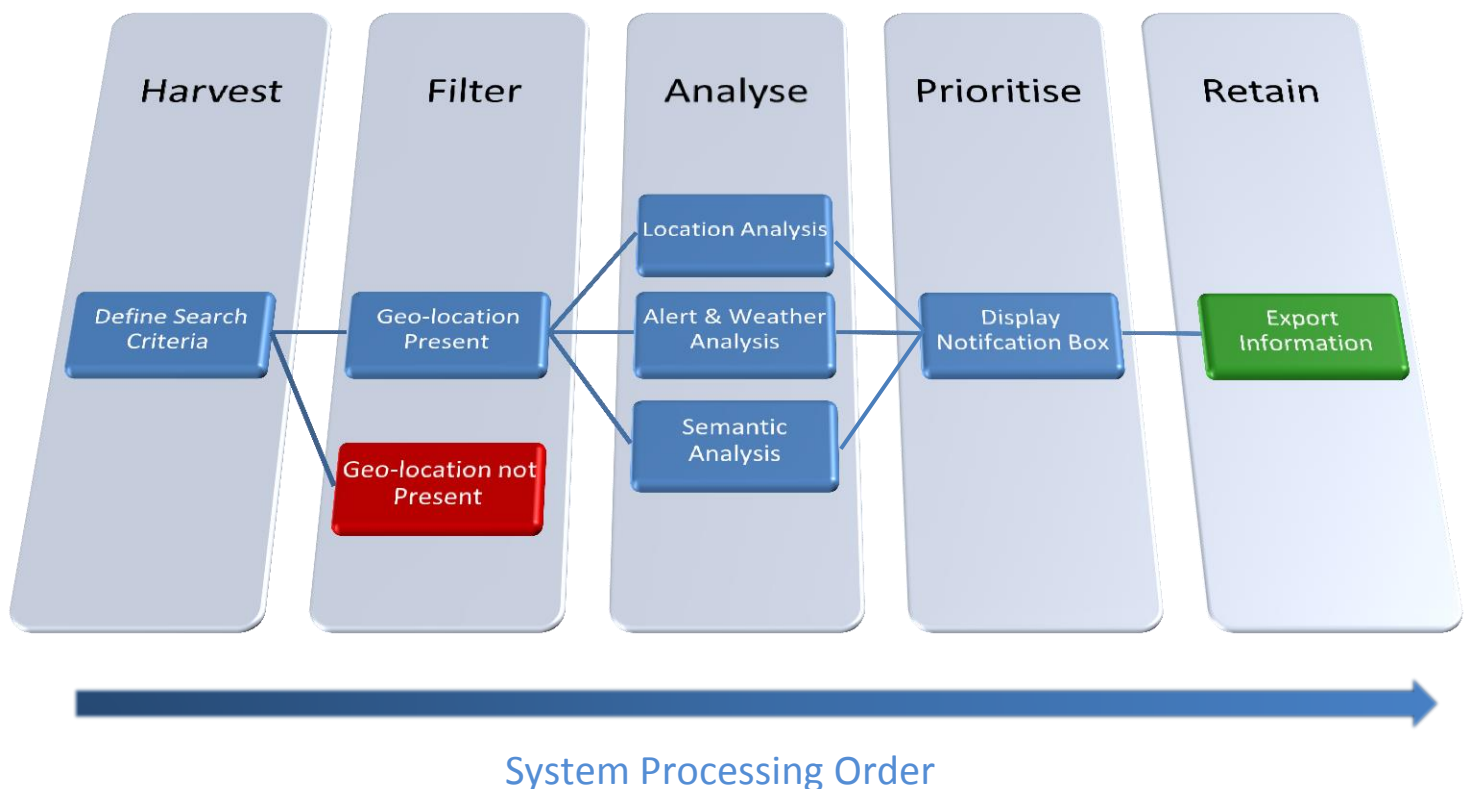 Harvest
Filter
Analyse
Prioritise
Retain
Location Analysis
Define Search
Criteria
Geo-location
Present
Alert & Weather
Analysis
Display
Notifcation Box
Export
Information
Geo-location not
Present
Semantic
Analysis
System Processing Order